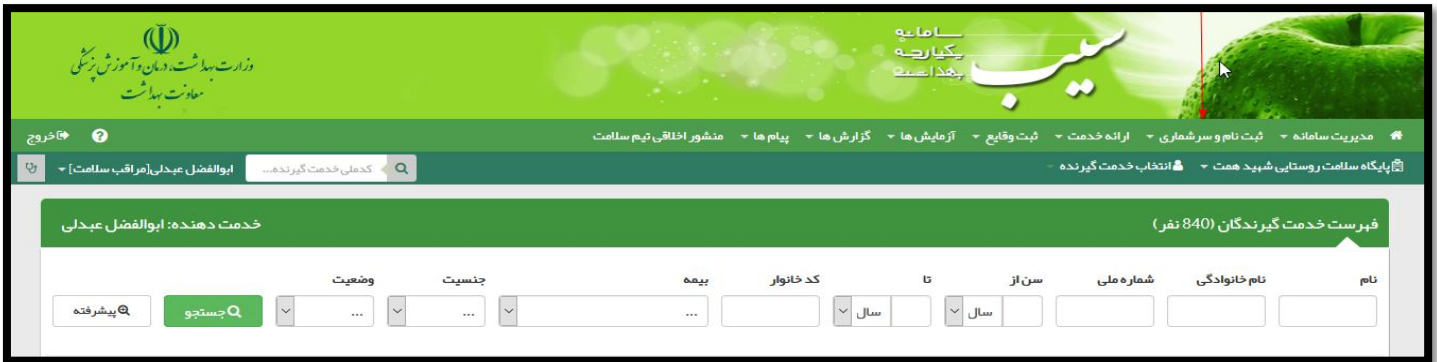 سامانه
یکپارچه
بهداشت
سیب
وزارت بهداشت، درمان و آموزش پزشکی
معاونت بهداشت
مدیریت سامانه ثبت نام و سرشماری ارائه خدمت ثبت وقایع آزمایش ها گزارش ها پیام ها منشور اخلاقی تیم سلامت ? خروج
پایگاه سلامت روستایی شهید همت انتخاب خدمت گیرنده کدملی خدمت گیرنده... ابوالفضل عبدلی[مراقب سلامت]
فهرست خدمت گیرندگان (840 نفر) خدمت دهنده: ابوالفضل عبدلی
نام نام خانوادگی شماره ملی سن از تا کد خانوار بیمه جنسیت وضعیت
سال سال ... ... ... جستجو پیشرفته